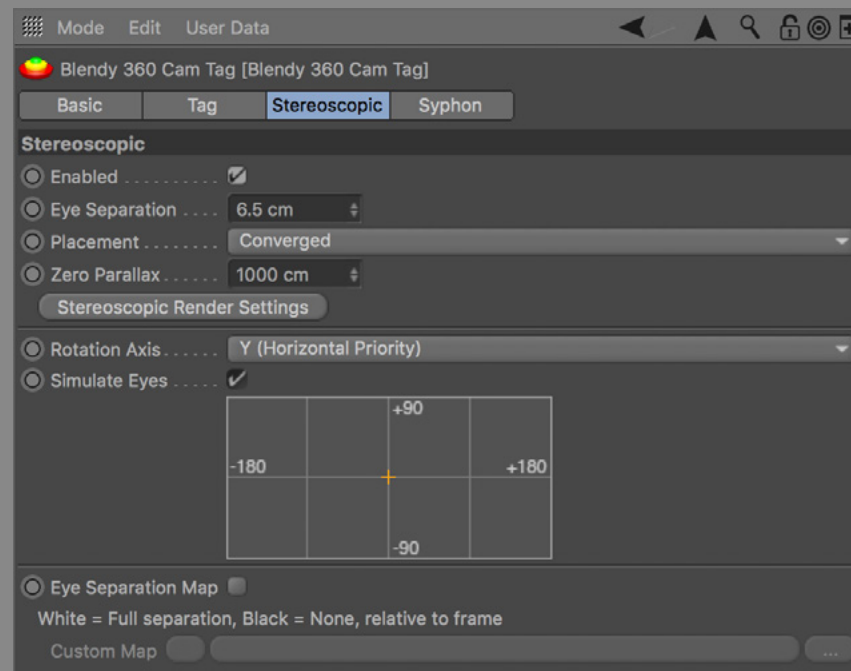 Mode Edit User Data
Blendy 360 Cam Tag [Blendy 360 Cam Tag]
Basic Tag Stereoscopic Syphon
Stereoscopic
Enabled ..........
Eye Separation .... 6.5 cm
Placement ........ Converged
Zero Parallax ...... 1000 cm
Stereoscopic Render Settings
Rotation Axis ...... Y (Horizontal Priority)
Simulate Eyes .....
+90
-180 +180
-90
Eye Separation Map
White = Full separation, Black = None, relative to frame
Custom Map ...